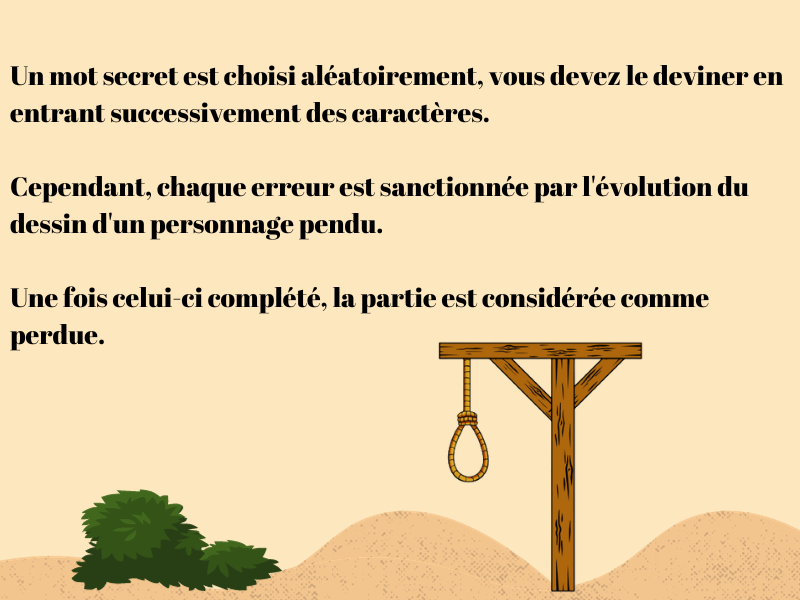 Un mot secret est choisi aléatoirement, vous devez le deviner en
entrant successivement des caractères.
Cependant, chaque erreur est sanctionnée par l'évolution du
dessin d'un personnage pendu.
Une fois celui-ci complété, la partie est considérée comme
perdue.